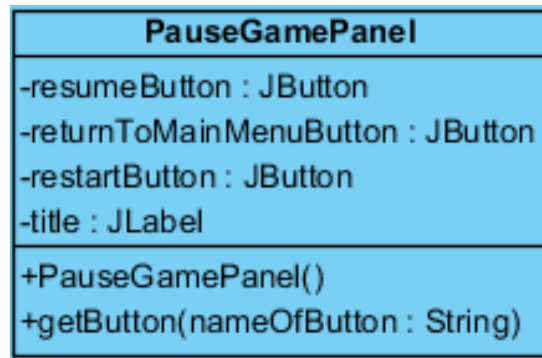 PauseGamePanel
-resumeButton : JButton
-returnToMainMenuButton : JButton
-restartButton : JButton
-title : JLabel
+PauseGamePanel()
+getButton(nameOfButton : String)